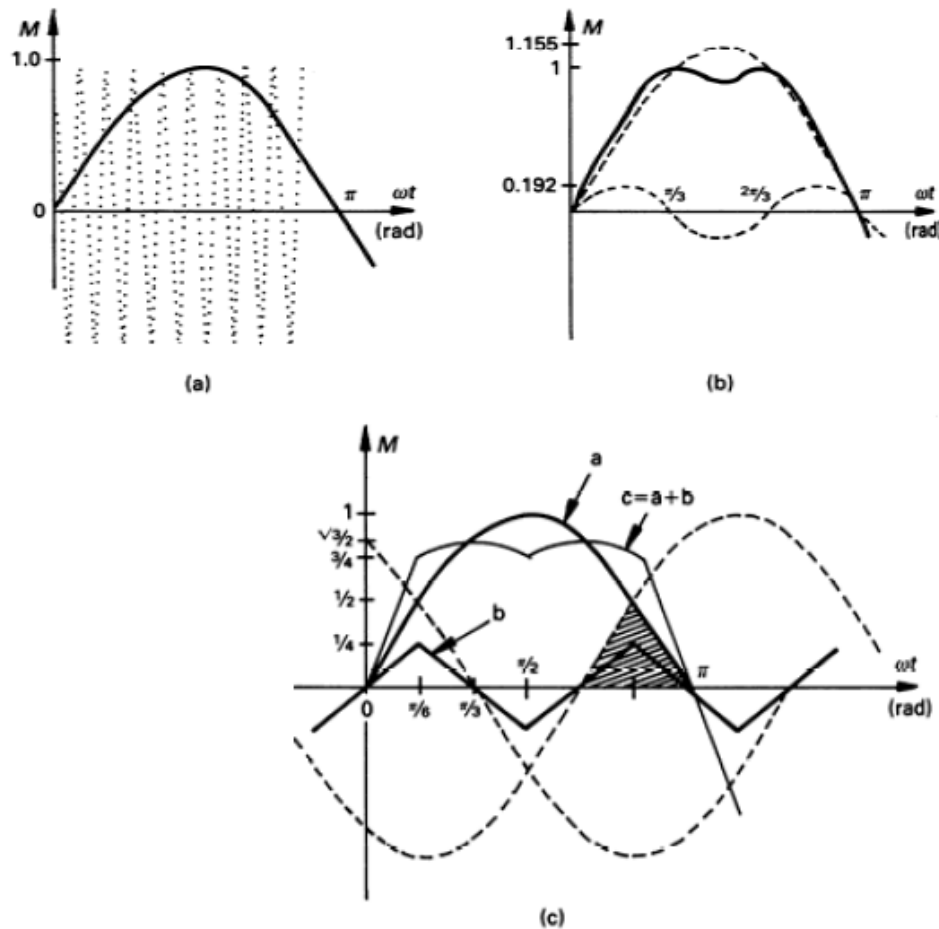 M
1.0
0
π
ωt
(rad)
(a)
M
1.155
1
0.192
π/3
2π/3
π
ωt
(rad)
(b)
M
a
c=a+b
1
√3/2
3/4
1/2
b
1/4
π/2
π
ωt
0
π/6
π/3
(rad)
(c)